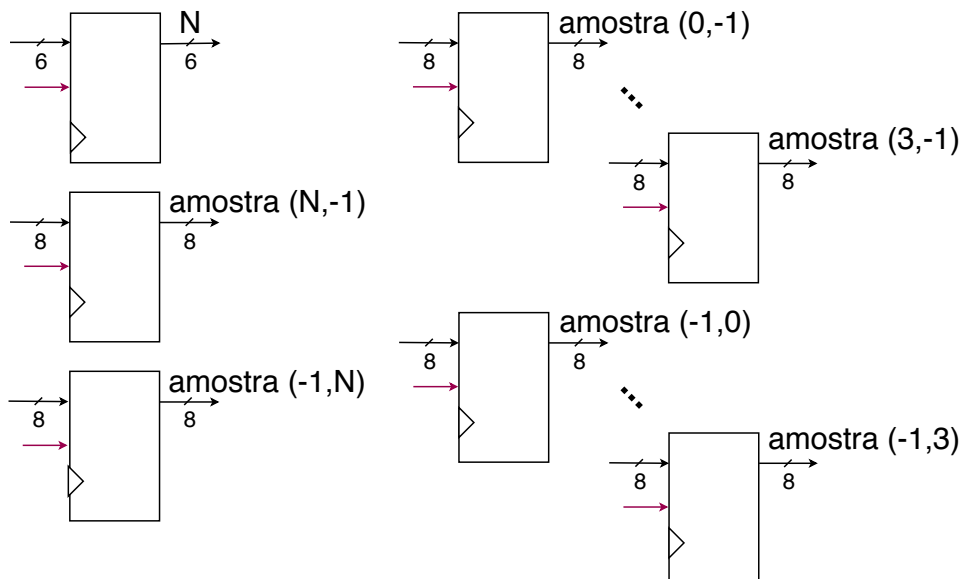 N
6
6
amostra (N,-1)
8
8
amostra (-1,N)
8
8
amostra (0,-1)
8
8
amostra (3,-1)
8
8
amostra (-1,0)
8
8
amostra (-1,3)
8
8